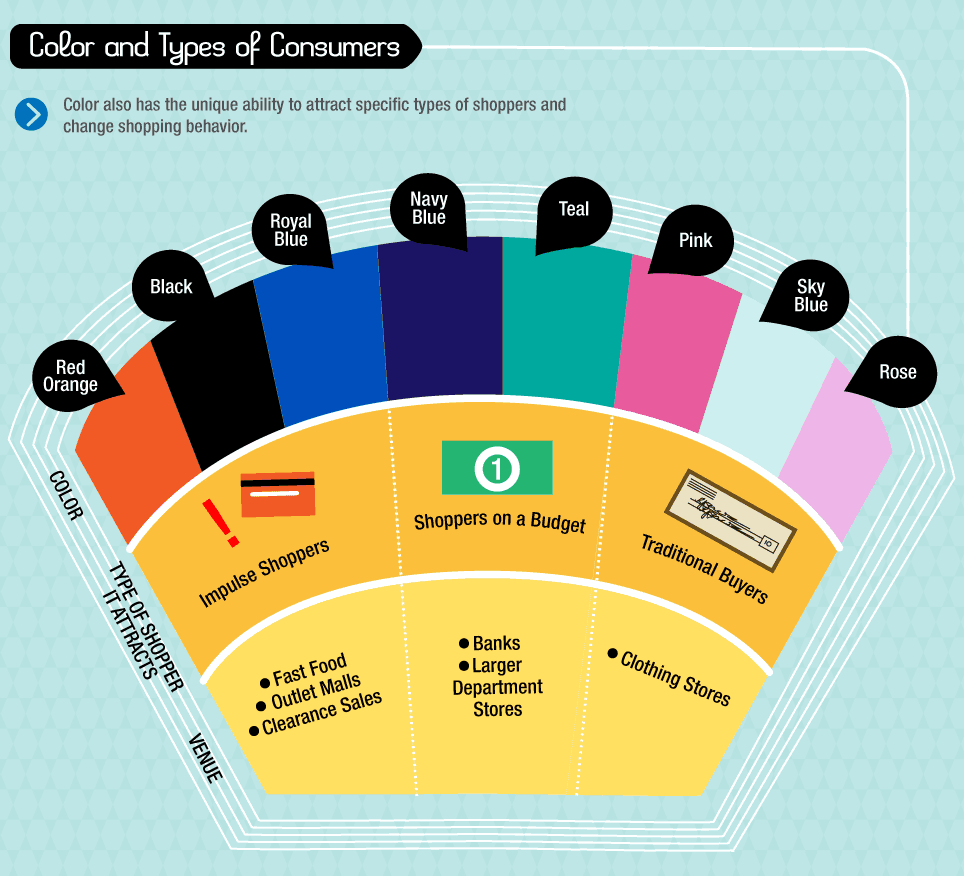 Color and Types of Consumers
Color also has the unique ability to attract specific types of shoppers and
change shopping behavior.
Red
Orange
Black
Royal
Blue
Navy
Blue
Teal
Pink
Sky
Blue
Rose
COLOR
! 
1
Impulse Shoppers
Shoppers on a Budget
Traditional Buyers
TYPE OF SHOPPER
IT ATTRACTS
• Fast Food
• Outlet Malls
• Clearance Sales
• Banks
• Larger
Department
Stores
• Clothing Stores
VENUE